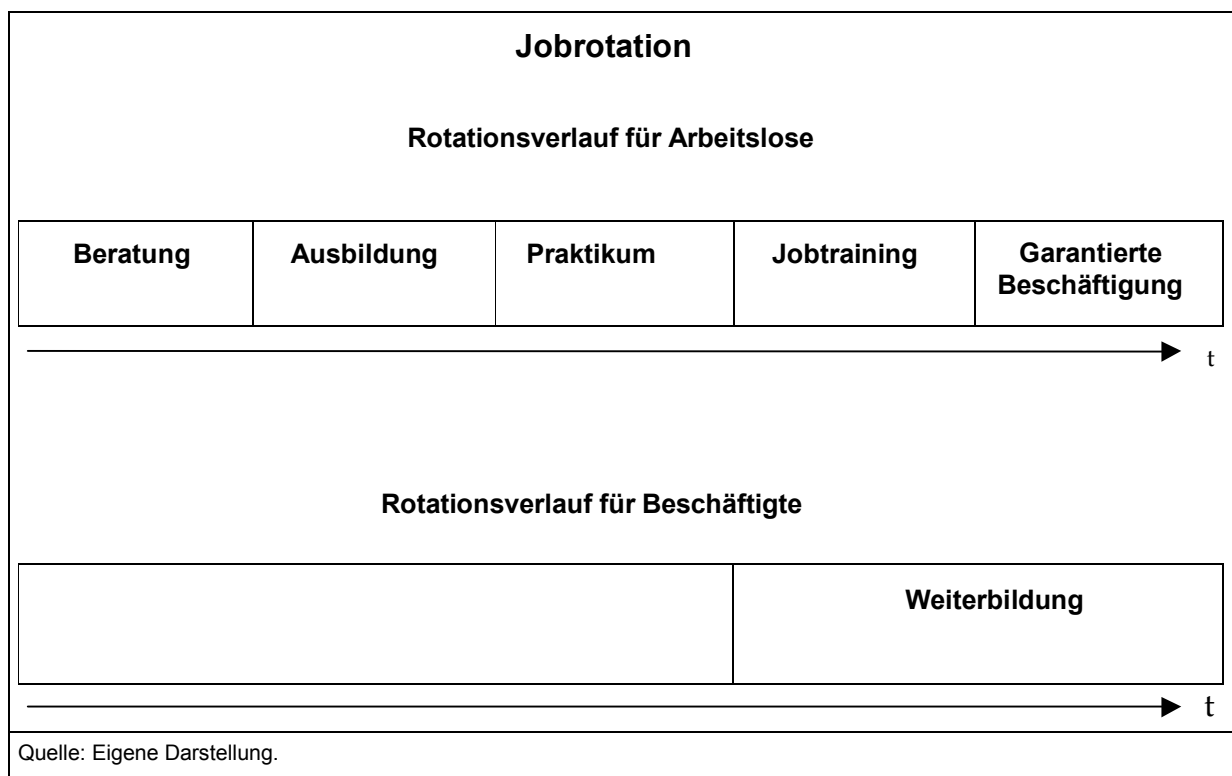 Jobrotation
Rotationsverlauf für Arbeitslose
Beratung
Ausbildung
Praktikum
Jobtraining
Garantierte
Beschäftigung
t
Rotationsverlauf für Beschäftigte
Weiterbildung
t
Quelle: Eigene Darstellung.